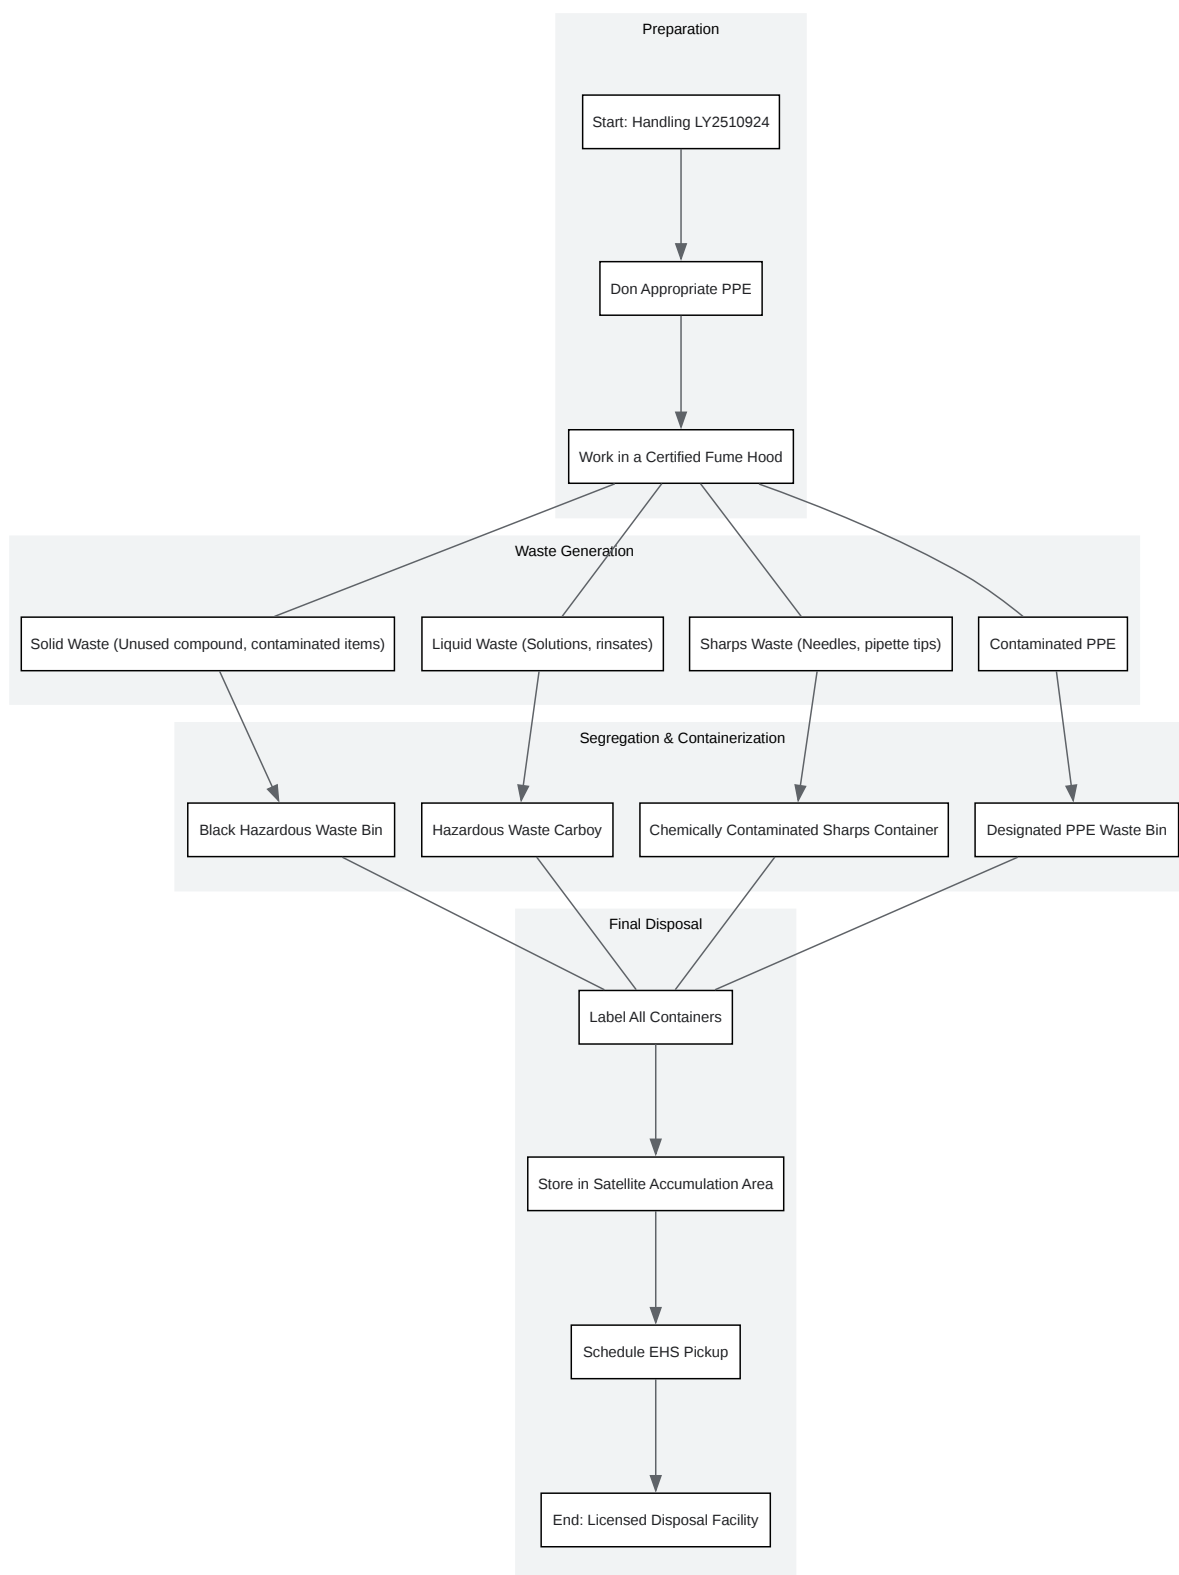 Preparation
Start: Handling LY2510924
Don Appropriate PPE
Work in a Certified Fume Hood
Waste Generation
Solid Waste (Unused compound, contaminated items)
Liquid Waste (Solutions, rinsates)
Sharps Waste (Needles, pipette tips)
Contaminated PPE
Segregation & Containerization
Black Hazardous Waste Bin
Hazardous Waste Carboy
Chemically Contaminated Sharps Container
Designated PPE Waste Bin
Final Disposal
Label All Containers
Store in Satellite Accumulation Area
Schedule EHS Pickup
End: Licensed Disposal Facility